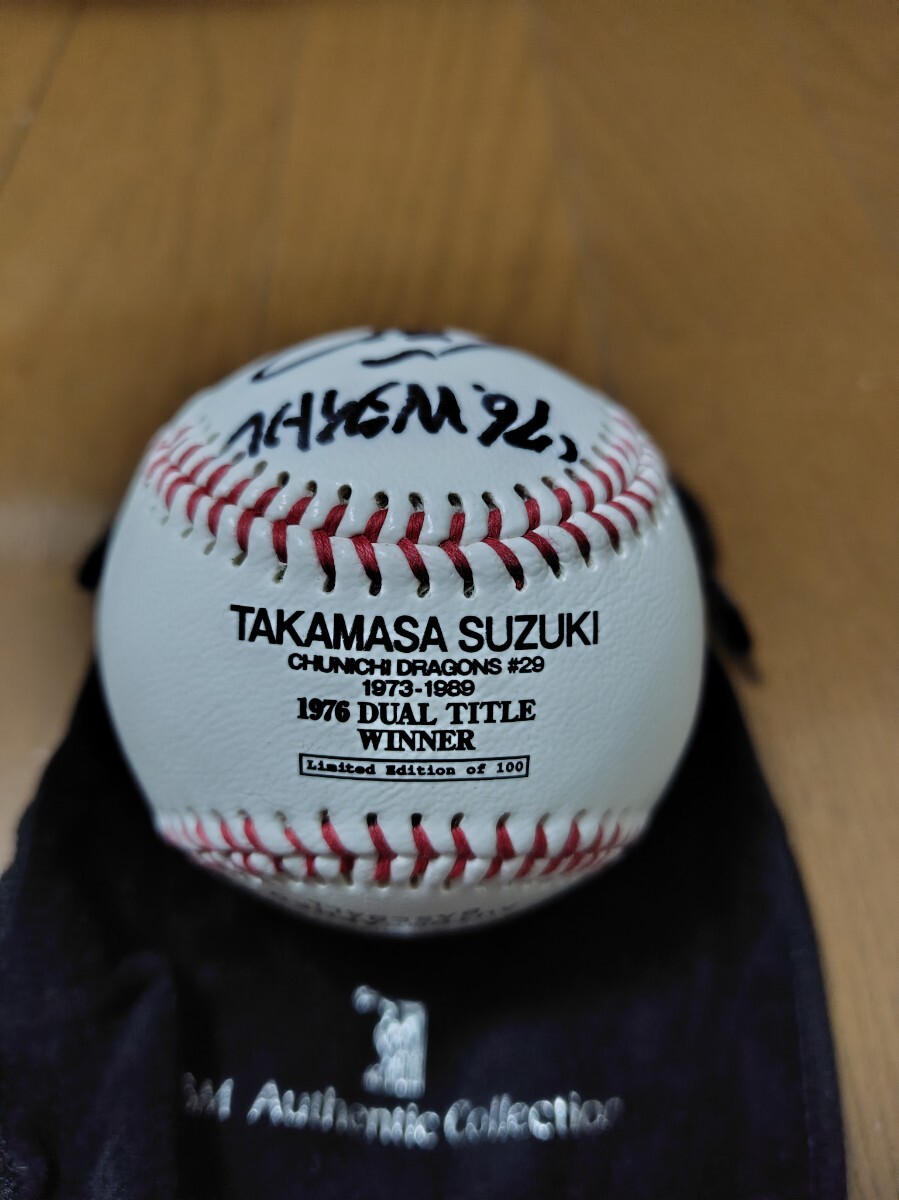 TAKAMASA SUZUKI
CHUNICHI DRAGONS #29
1973-1989
1976 DUAL TITLE
WINNER
Limited Edition of 100
Authentic Collection